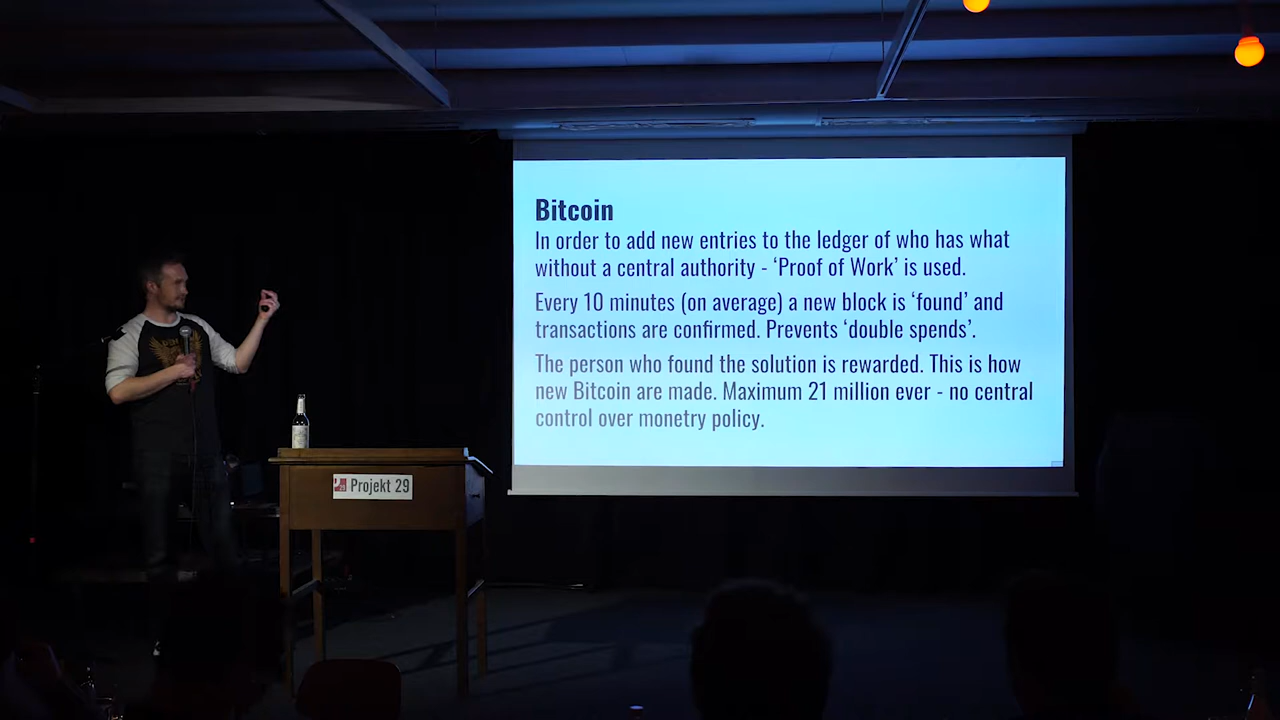 Bitcoin
In order to add new entries to the ledger of who has what
without a central authority - ‘Proof of Work’ is used.
Every 10 minutes (on average) a new block is ‘found’ and
transactions are confirmed. Prevents ‘double spends’.
The person who found the solution is rewarded. This is how
new Bitcoin are made. Maximum 21 million ever - no central
control over monetry policy.
Projekt 29